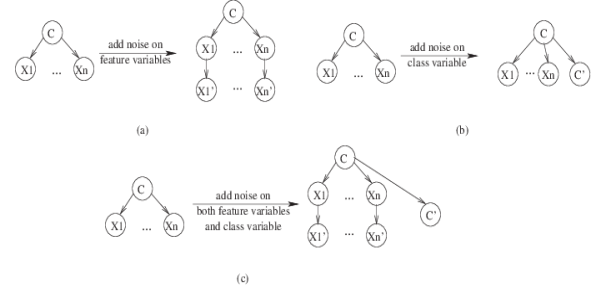 C
X1 ... Xn
add noise on
feature variables
C
X1 ... Xn
X1' ... Xn'
(a)
C
X1 ... Xn
add noise on
class variable
C
X1 ... Xn C'
(b)
C
X1 ... Xn
add noise on
both feature variables
and class variable
C
X1 ... Xn
C'
X1' ... Xn'
(c)